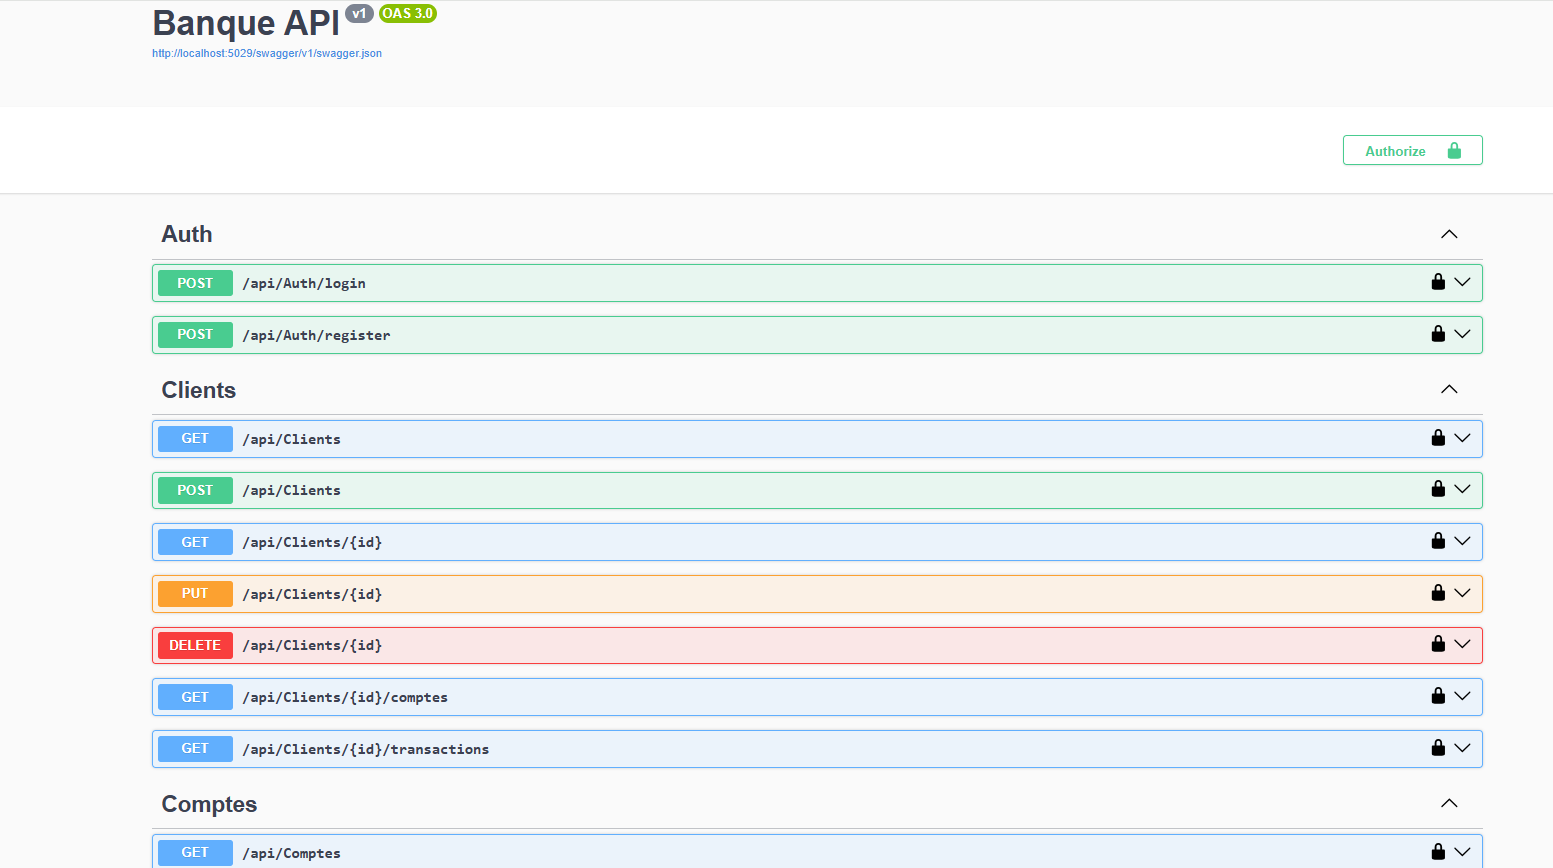 Banque API v1 OAS 3.0
http://localhost:5029/swagger/v1/swagger.json
Authorize
Auth
POST /api/Auth/login
POST /api/Auth/register
Clients
GET /api/Clients
POST /api/Clients
GET /api/Clients/{id}
PUT /api/Clients/{id}
DELETE /api/Clients/{id}
GET /api/Clients/{id}/comptes
GET /api/Clients/{id}/transactions
Comptes
GET /api/Comptes